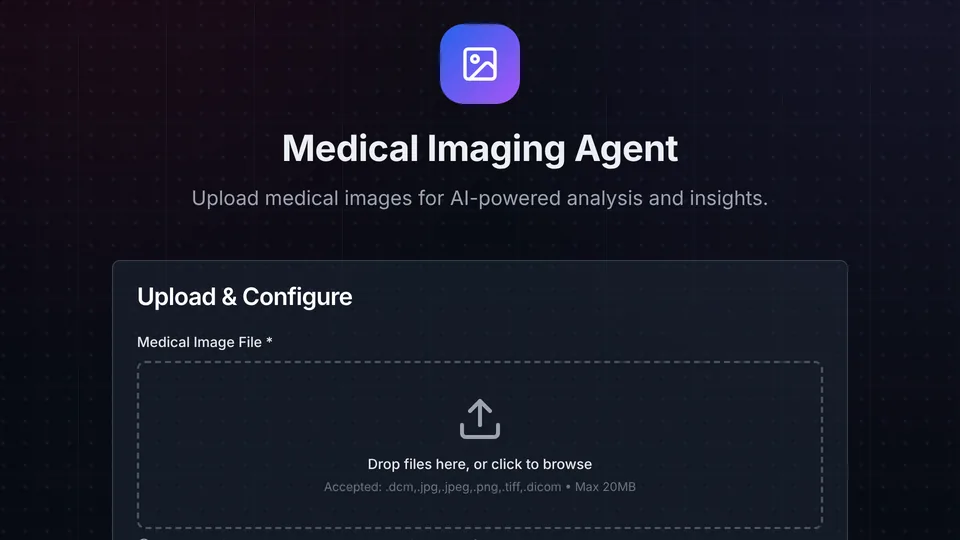 Medical Imaging Agent
Upload medical images for AI-powered analysis and insights.
Upload & Configure
Medical Image File *
Drop files here, or click to browse
Accepted: .dcm,.jpg,.jpeg,.png,.tiff,.dicom • Max 20MB